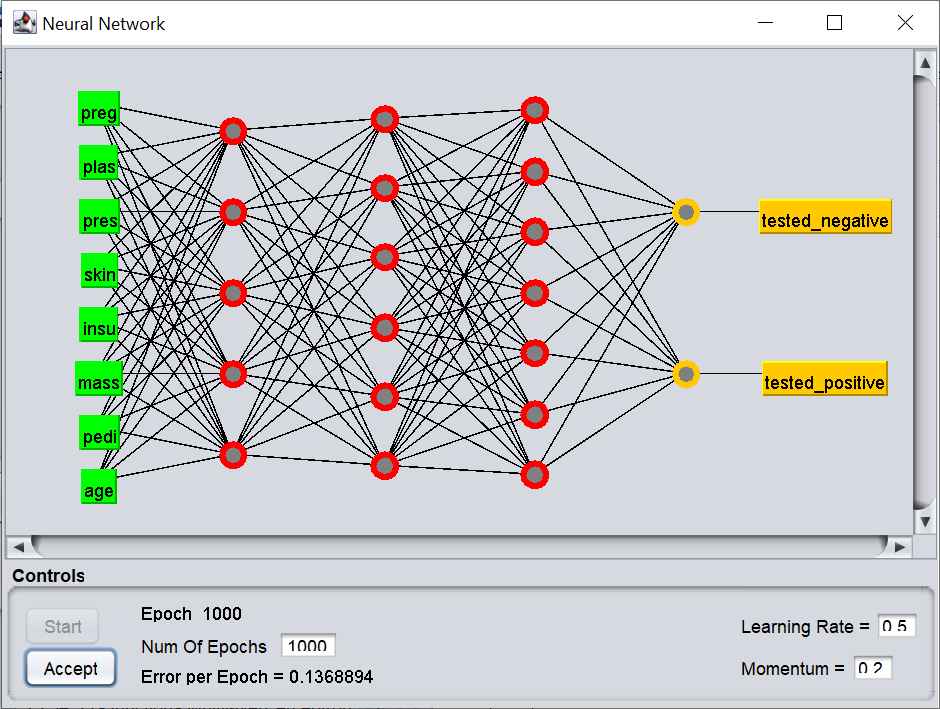 Neural Network
preg
plas
pres
skin
insu
mass
pedi
age
tested_negative
tested_positive
Controls
Start
Accept
Epoch 1000
Num Of Epochs 1000
Error per Epoch = 0.1368894
Learning Rate = 0.5
Momentum = 0.2